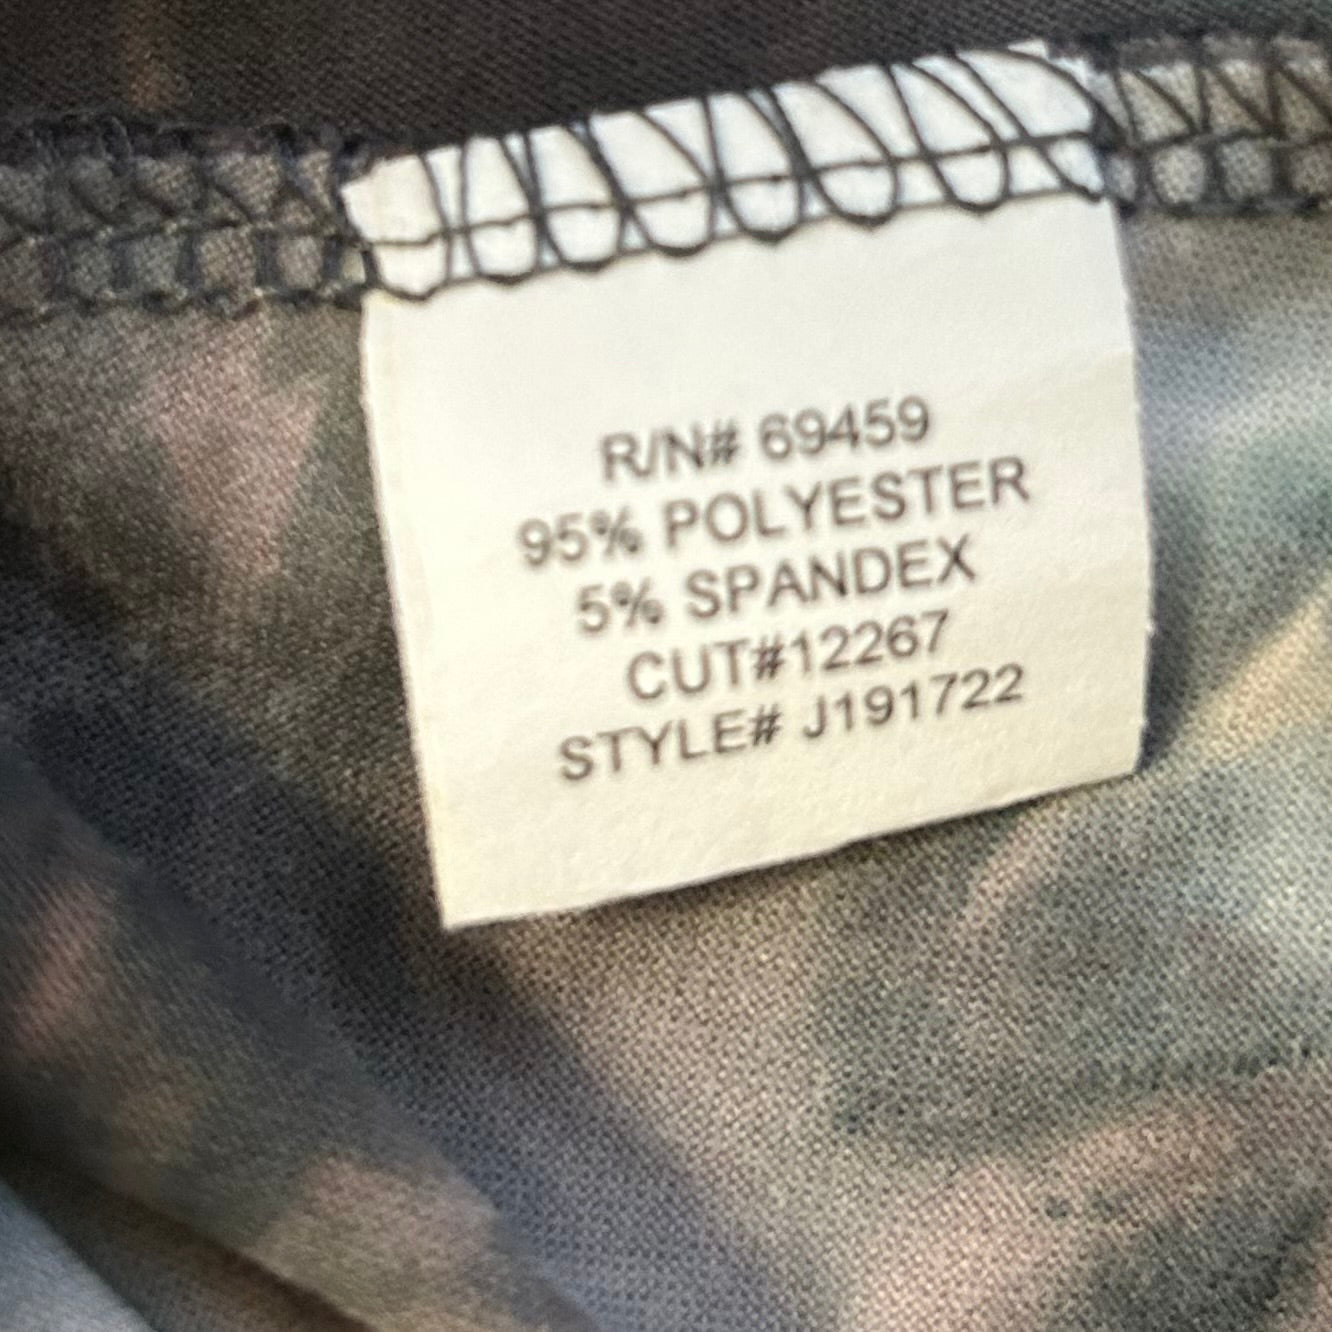 R/N# 69459
95% POLYESTER
5% SPANDEX
CUT#12267
STYLE# J191722